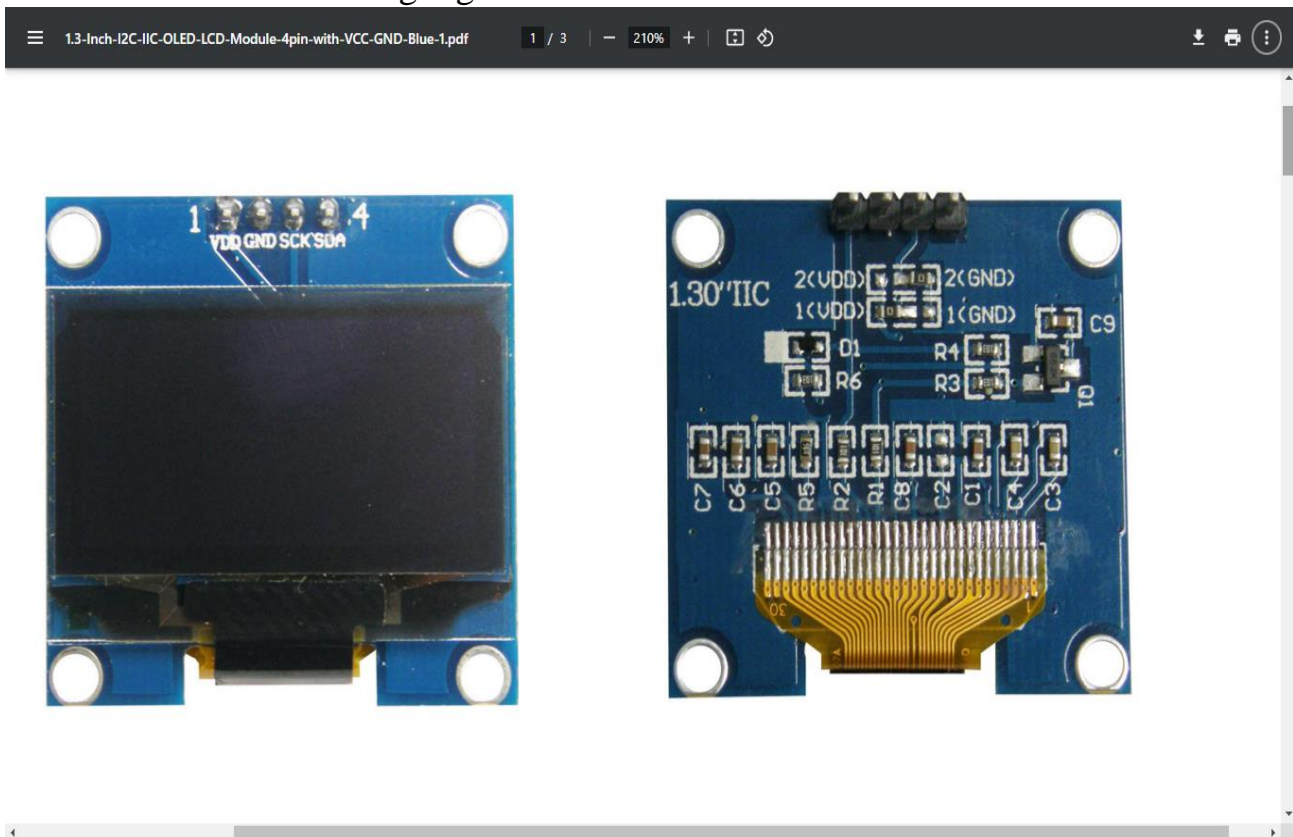 1.3-Inch-I2C-IIC-OLED-LCD-Module-4pin-with-VCC-GND-Blue-1.pdf 1 / 3 210%
1 4
VDD GND SCK SDA
1.30"IIC
2(VDD) 2(GND)
1(VDD) 1(GND)
C9
D1 R4
R6 R3 Q1
C7 C6 C5 R5 R2 R1 C8 C2 C1 C4 C3
30 1